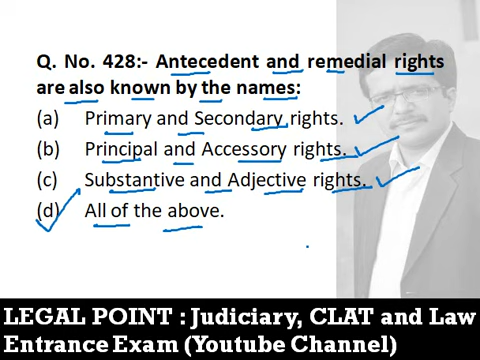 Q. No. 428:- Antecedent and remedial rights
are also known by the names:
(a) Primary and Secondary rights.
(b) Principal and Accessory rights.
(c) Substantive and Adjective rights.
(d) All of the above.
LEGAL POINT : Judiciary, CLAT and Law
Entrance Exam (Youtube Channel)